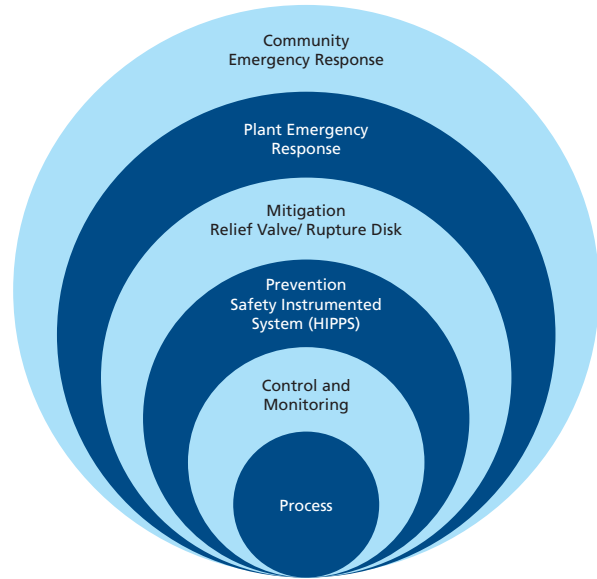 Community
Emergency Response
Plant Emergency
Response
Mitigation
Relief Valve/ Rupture Disk
Prevention
Safety Instrumented
System (HIPPS)
Control and
Monitoring
Process